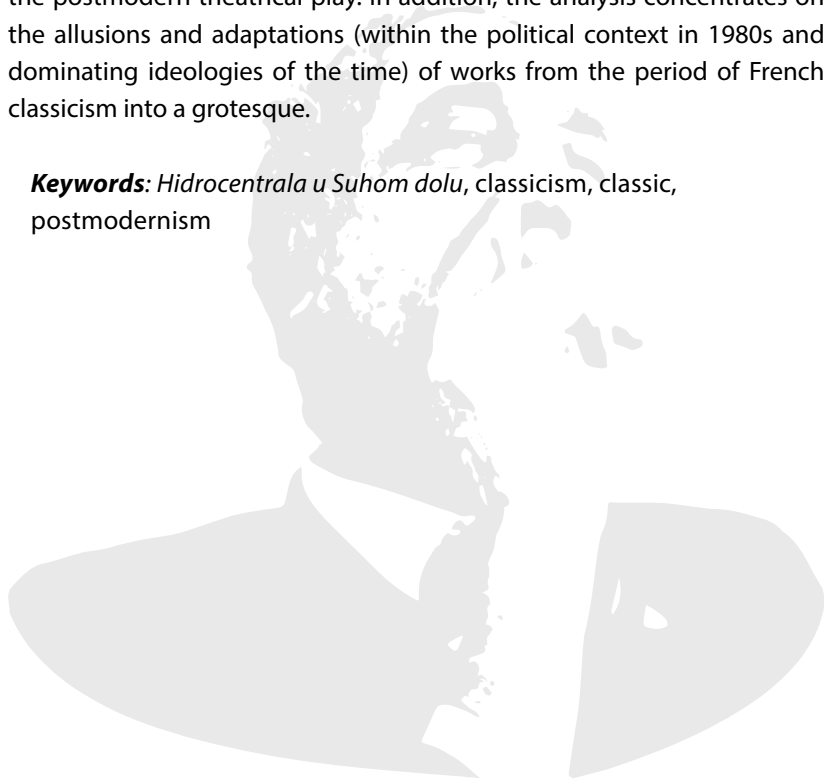 the postmodern theatrical play. In addition, the analysis concentrates on
the allusions and adaptations (within the political context in 1980s and
dominating ideologies of the time) of works from the period of French
classicism into a grotesque.
Keywords: Hidrocentrala u Suhom dolu, classicism, classic,
postmodernism